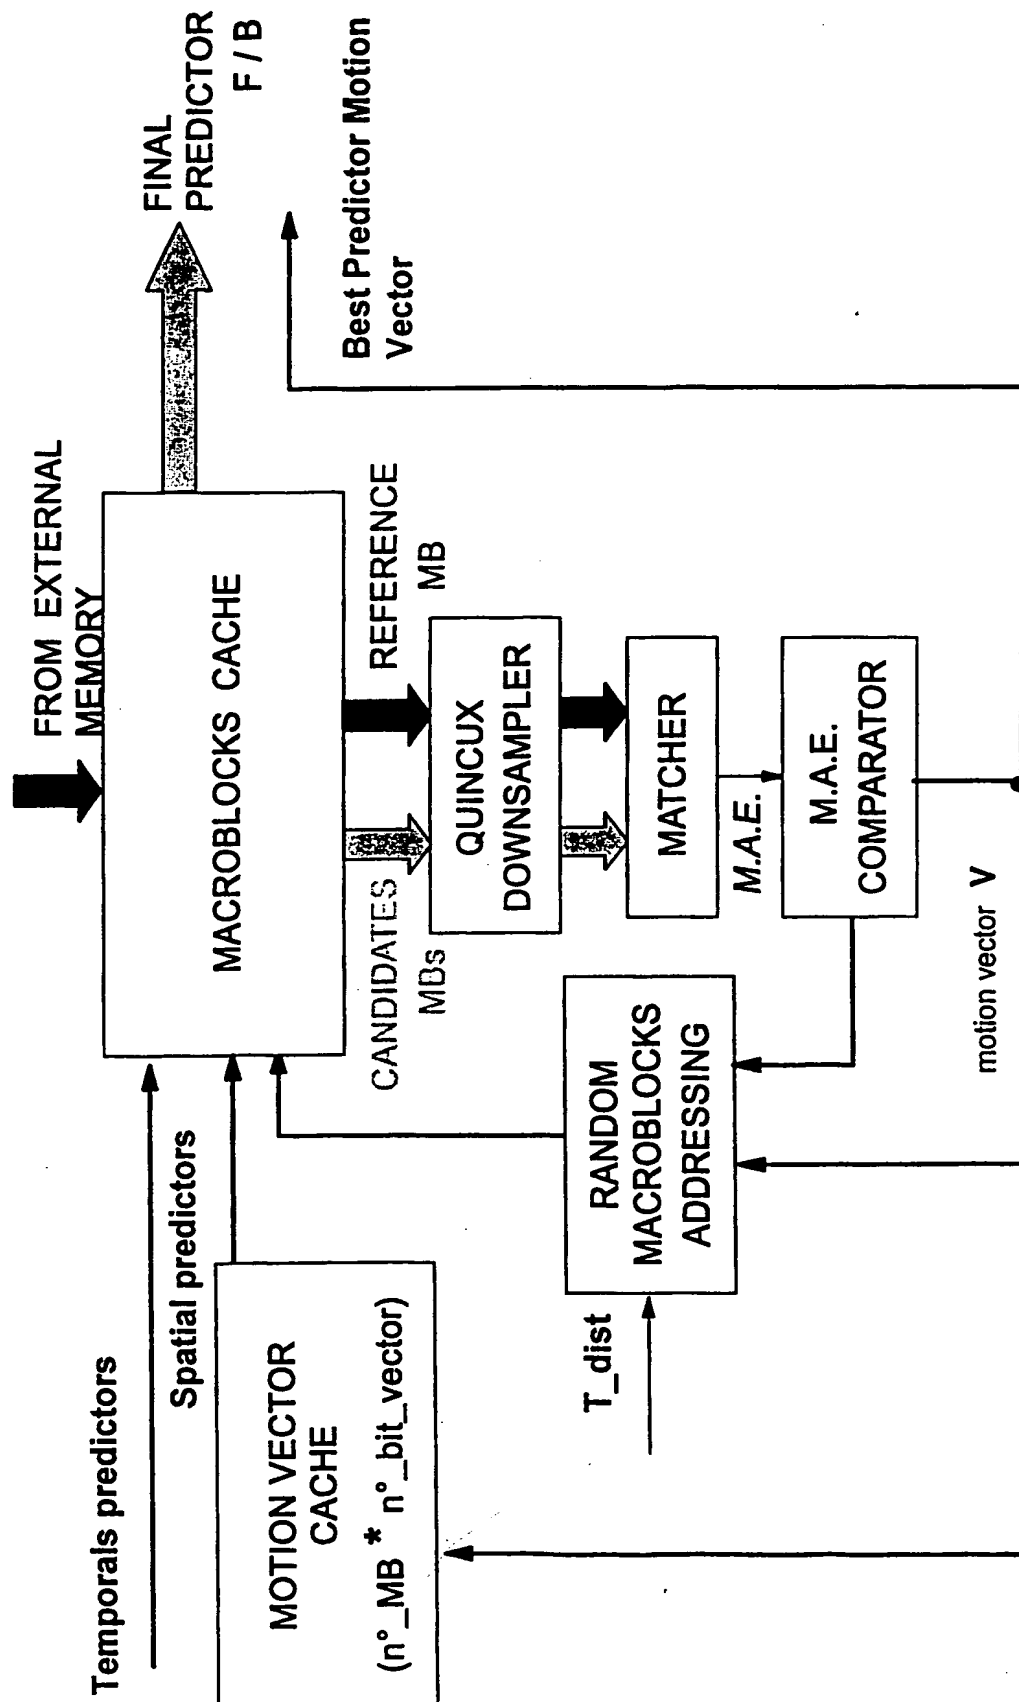 FROM EXTERNAL
MEMORY
FINAL
PREDICTOR
F / B
Temporals predictors
Spatial predictors
MACROBLOCKS CACHE
Best Predictor Motion
Vector
MOTION VECTOR
CACHE
(n°_MB * n°_bit_vector)
CANDIDATES
MBs
REFERENCE
MB
QUINCUX
DOWNSAMPLER
T_dist
RANDOM
MACROBLOCKS
ADDRESSING
MATCHER
M.A.E.
M.A.E.
COMPARATOR
motion vector V